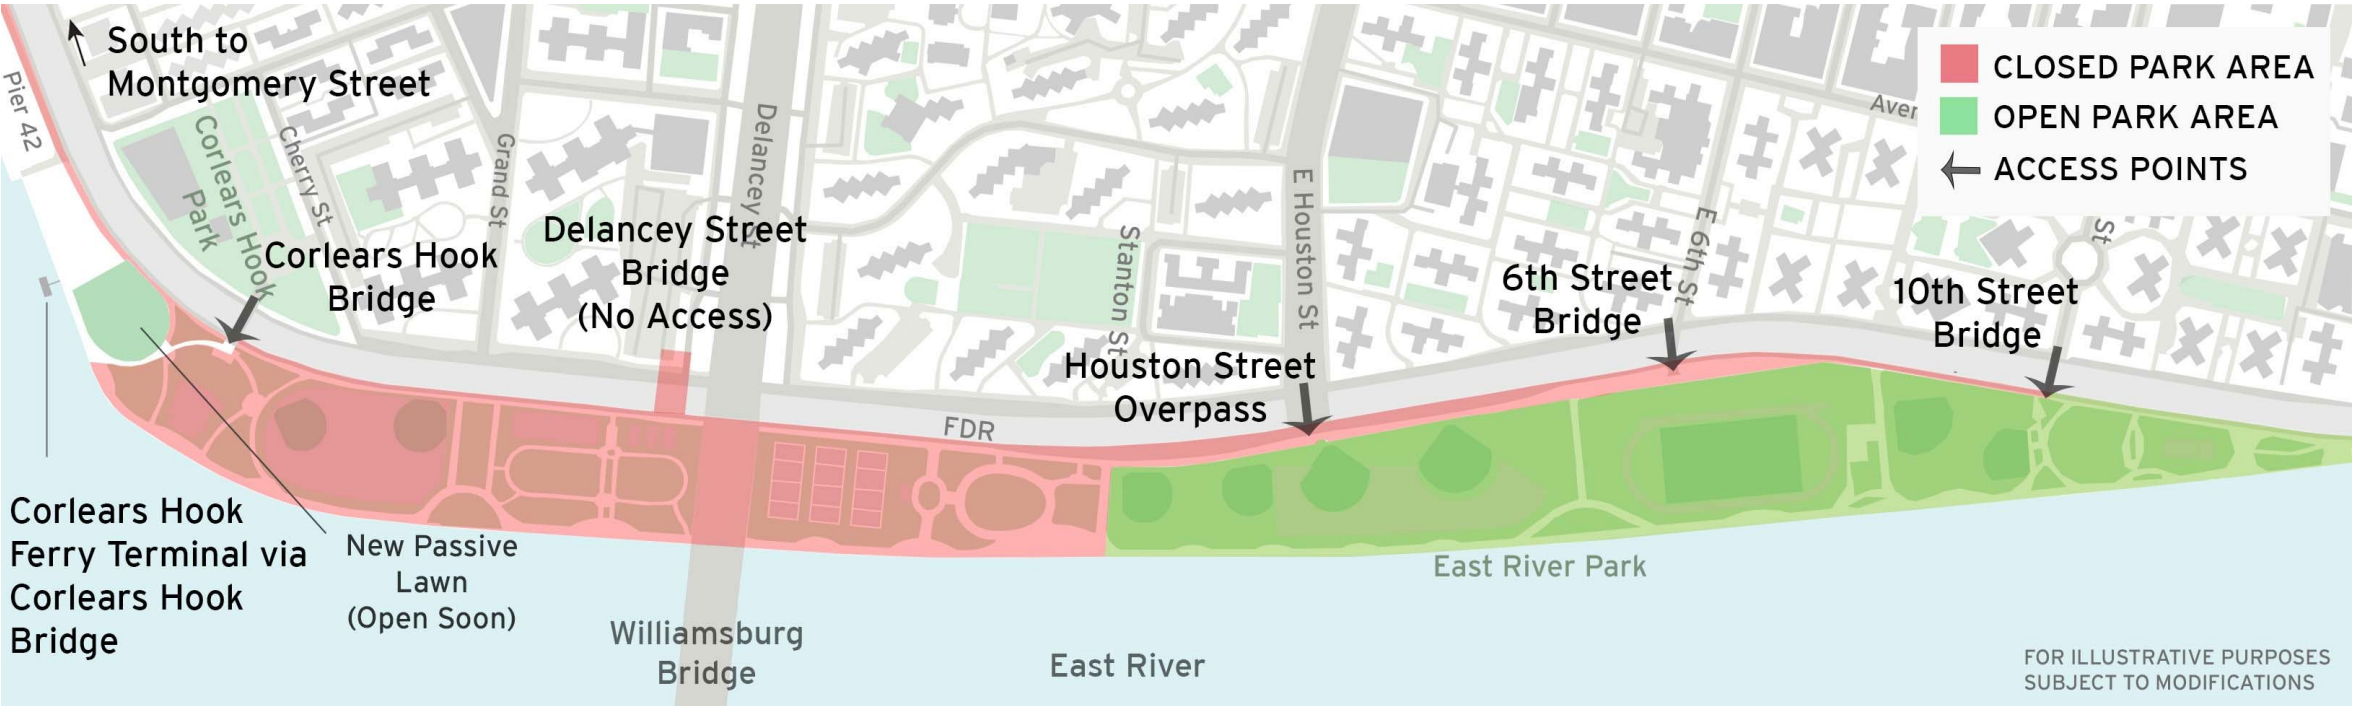 South to
Montgomery Street
Pier 42
Corlears Hook
Park
Corlears Hook
Cherry St
Grand St
Delancey St
Corlears Hook
Bridge
Delancey Street
Bridge
(No Access)
Stanton St
E Houston St
Houston Street
Overpass
FDR
E 6th St
6th Street
Bridge
10th Street
Bridge
Aven
St
CLOSED PARK AREA
OPEN PARK AREA
ACCESS POINTS
Corlears Hook
Ferry Terminal via
Corlears Hook
Bridge
New Passive
Lawn
(Open Soon)
Williamsburg
Bridge
East River
East River Park
FOR ILLUSTRATIVE PURPOSES
SUBJECT TO MODIFICATIONS